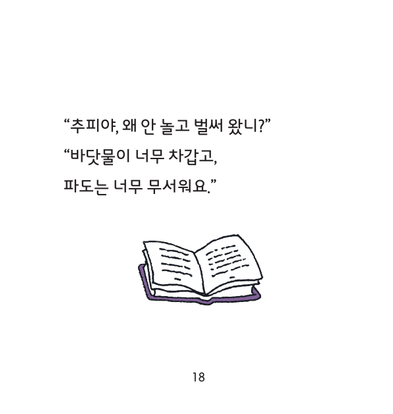 “추피야, 왜 안 놀고 벌써 왔니?”
“바닷물이 너무 차갑고,
파도는 너무 무서워요.”
18